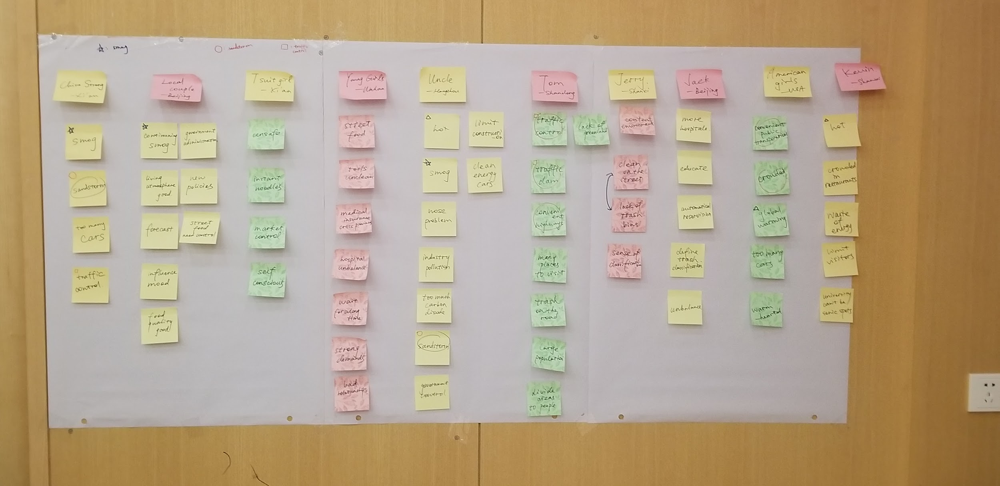 ☆: smog
○: sandstorm
□: traffic
control
China Strong
- Xi'an
smog
sandstorm
too many
cars
traffic
control
Local
couple
- Beijing
continuning
smog
government
administration
living
atmosphere
good
new
policies
forecast
street
food
need control
influence
mood
food
quality
good
T suit girl
- Xi'an
unsafe
instant
noodles
market
control
self
conscious
Young Girls
- Wuhan
street
food
tools
unclean
medical
insurance
cross province
hospital
unbalance
wait
for a long
time
strong
demands
bad
relationships
Uncle
- Hangzhou
hot
limit
constructi
-on
smog
clean
energy
cars
nose
problem
industry
pollution
too much
carbon
dioxde
sandstorm
government
control
Tom
- Shandong
traffic
control
lack of
greenland
traffic
dam
conveni
ent
highways
many
places
to visit
trash
on the
road
large
population
divide
areas
to people
Jerry.
- Shanxi
content
environment
clean
on the
street
lack of
trash
bins
sense of
classification
Jack
- Beijing
more
hospitals
educate
automatical
reservision
define
trash
classification
unbalance
American
girls
- USA
convenient
public
transportation
crowded
global
warming
too many
cars
warm
-hearted
Kevin
- Shanxi
hot
crowded
in
restaurants
waste
of
energy
limit
visitors
university
can't be
senic spots